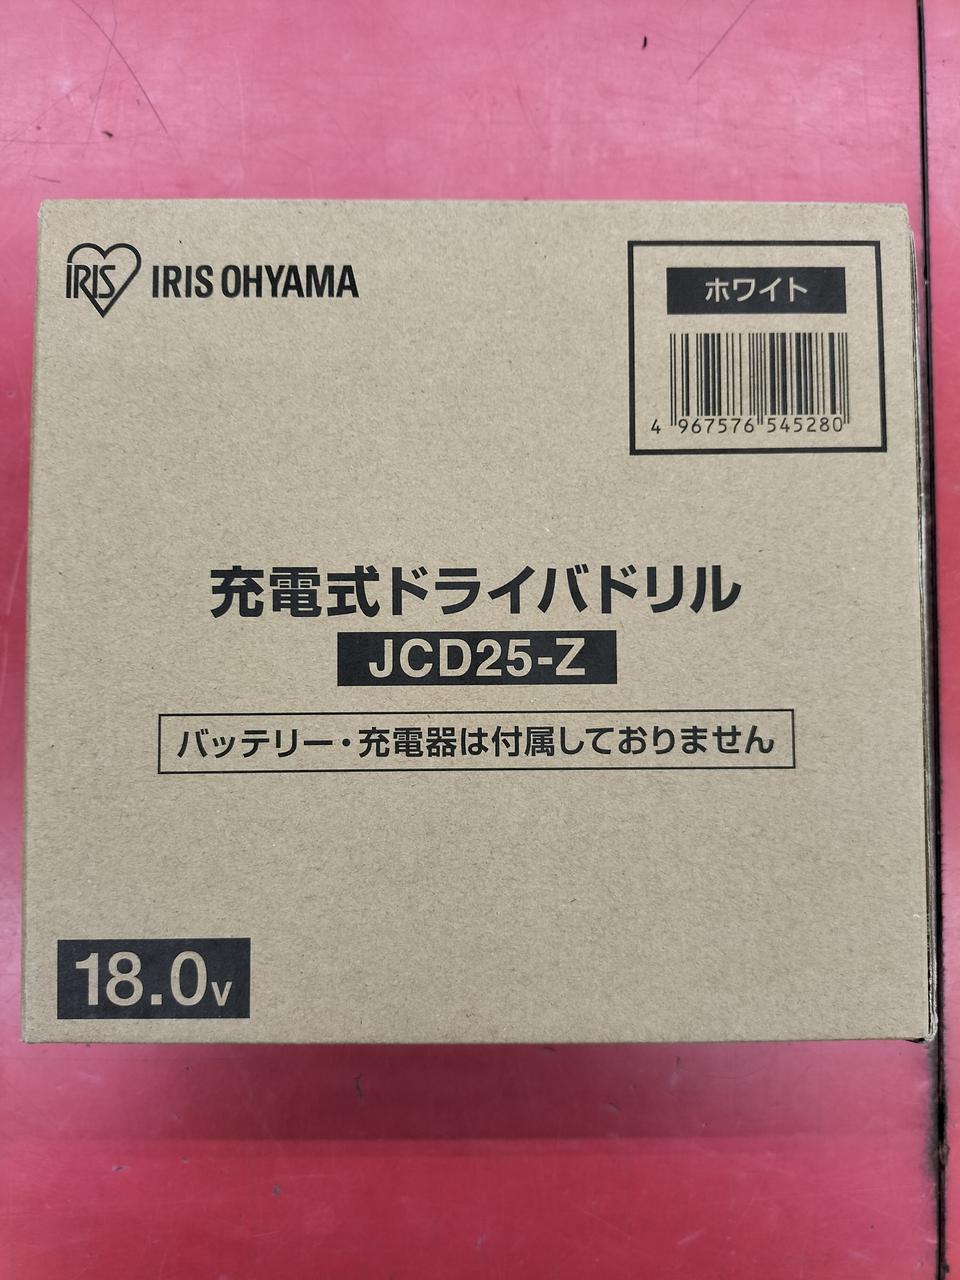 IRIS IRIS OHYAMA
ホワイト
4 967576 545280
充電式ドライバドリル
JCD25-Z
バッテリー・充電器は付属しておりません
18.0V